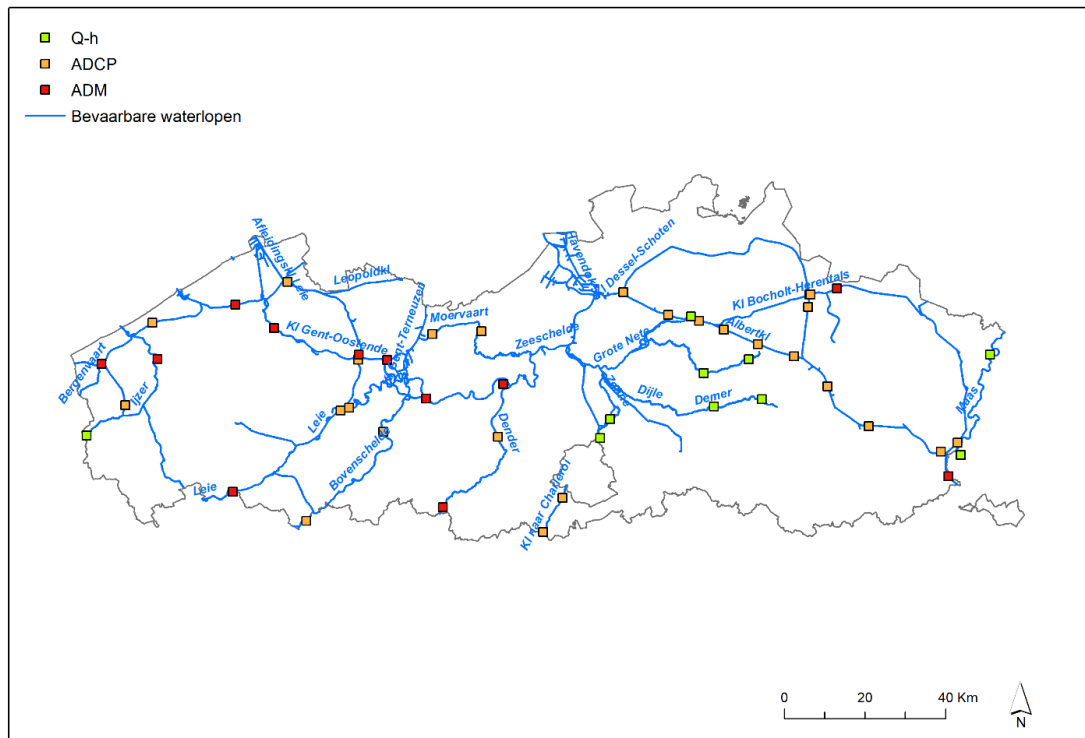 Q-h
ADCP
ADM
Bevaarbare waterlopen
Afleidingskl Leie
Leopoldkl
Kl Gent-Oostende
Gent-Terneuzen
Moervaart
Zeeschelde
Havendok
Kl Dessel-Schoten
Kl Bocholt-Herentals
Albertkl
Grote Nete
Bergenvaart
Ijzer
Leie
Leie
Bovenschelde
Dender
Zenne
Dijle
Demer
Maas
Kl naar Charleroi
0 20 40 Km
N